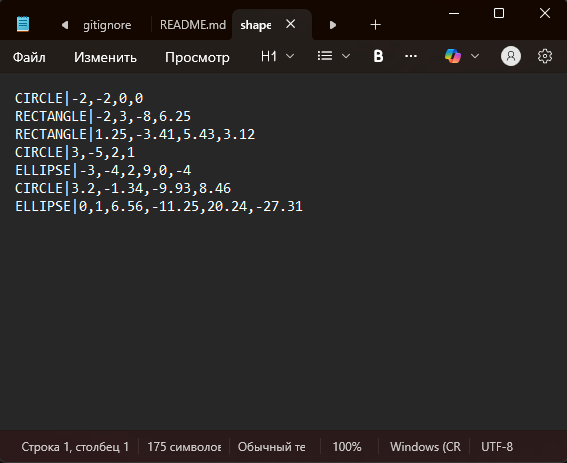 gitignore
README.md
shape
Файл
Изменить
Просмотр
H1
B
CIRCLE|-2,-2,0,0
RECTANGLE|-2,3,-8,6.25
RECTANGLE|1.25,-3.41,5.43,3.12
CIRCLE|3,-5,2,1
ELLIPSE|-3,-4,2,9,0,-4
CIRCLE|3.2,-1.34,-9.93,8.46
ELLIPSE|0,1,6.56,-11.25,20.24,-27.31
Строка 1, столбец 1
175 символов
Обычный те
100%
Windows (CR
UTF-8